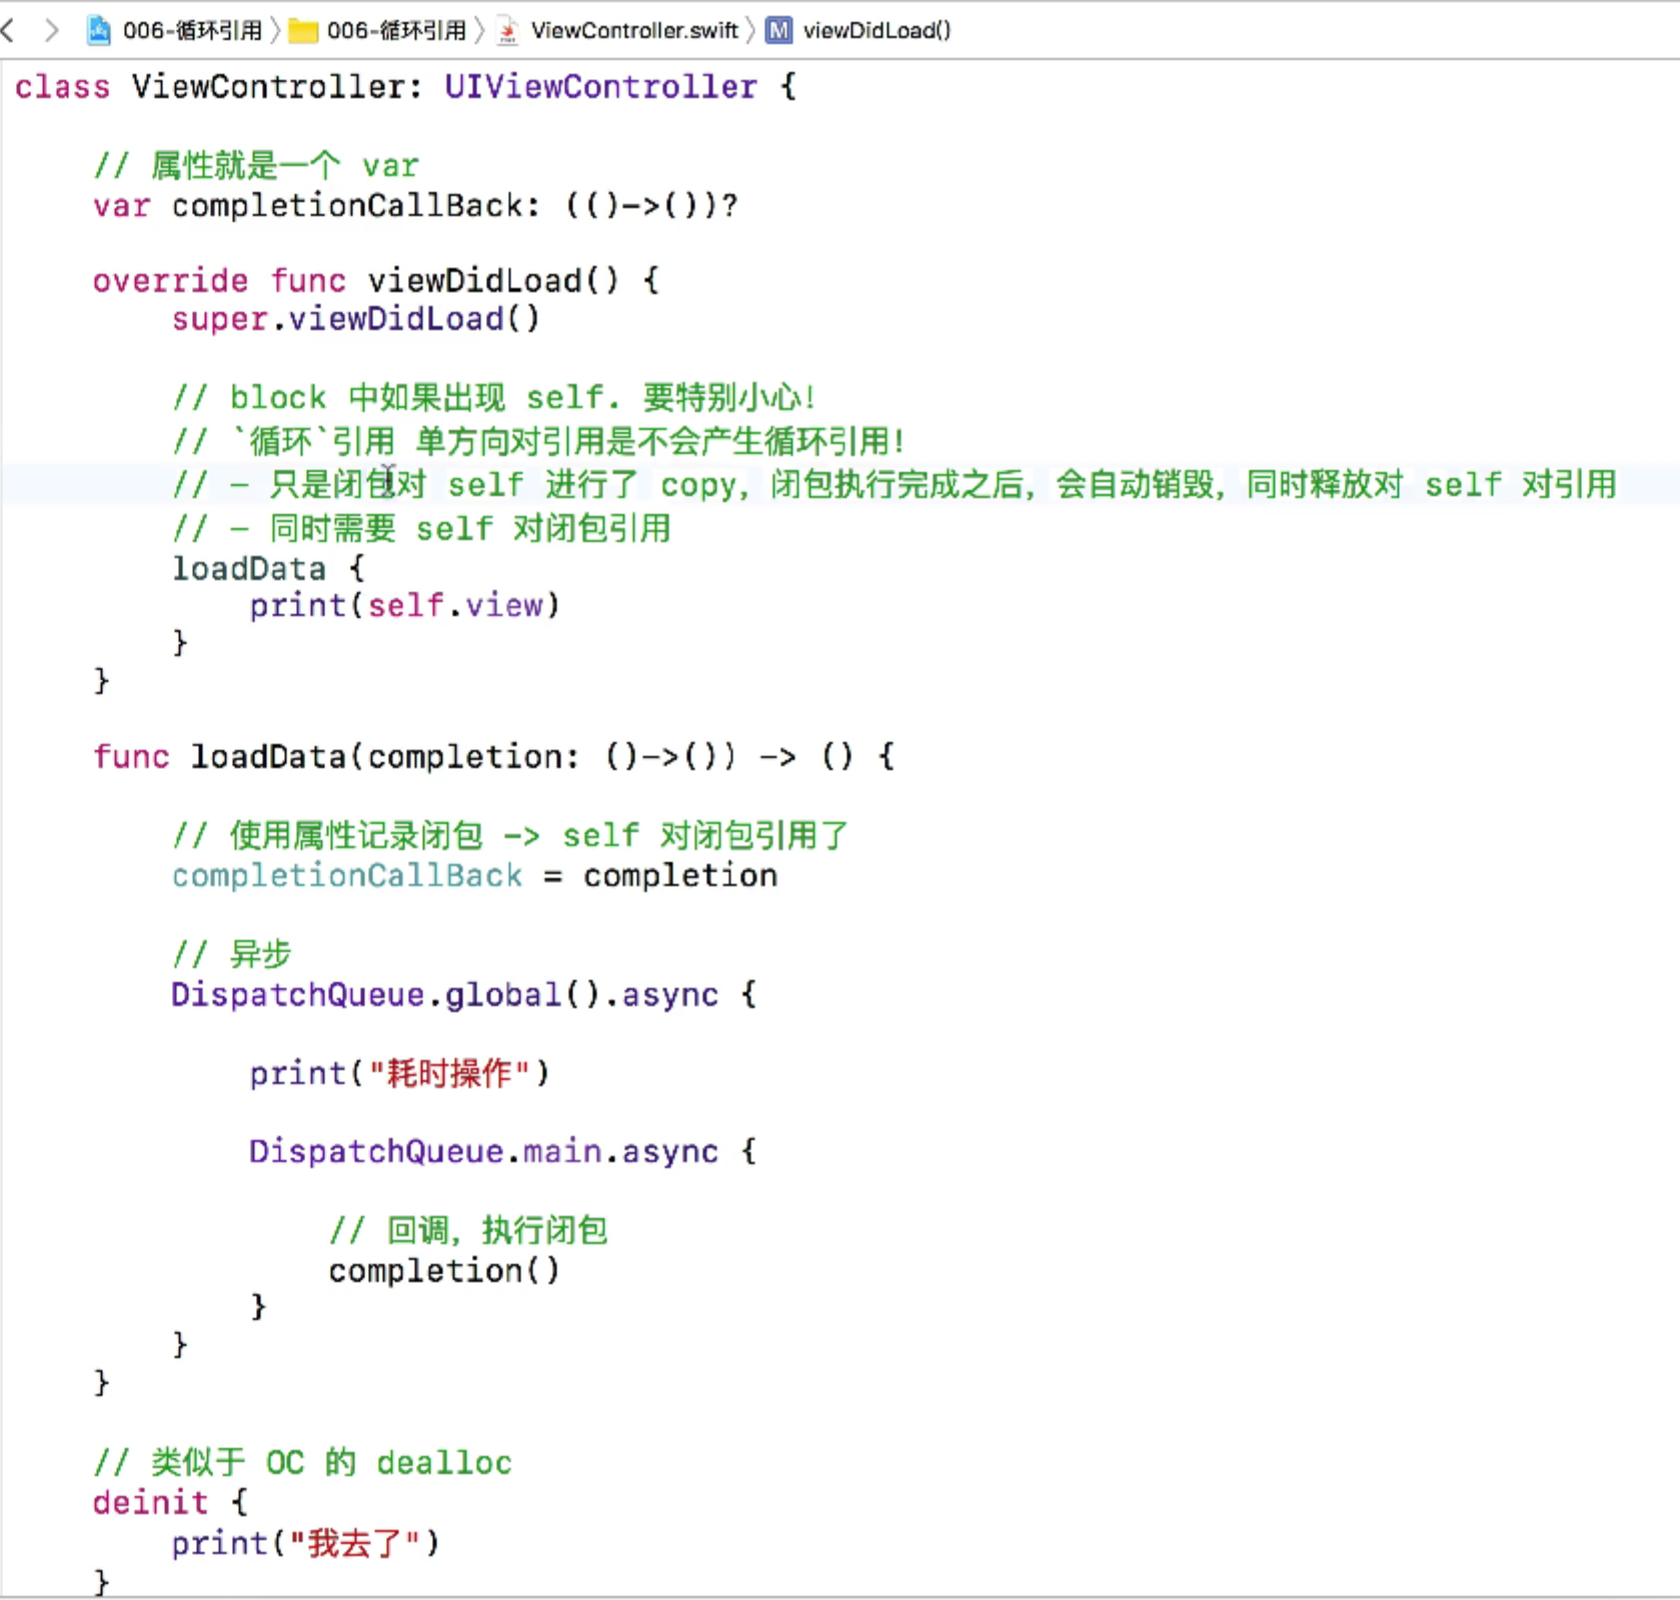 006-循环引用 〉 006-循环引用 〉 ViewController.swift 〉 M viewDidLoad()
class ViewController: UIViewController {
// 属性就是一个 var
var completionCallBack: (()->())?
override func viewDidLoad() {
super.viewDidLoad()
// block 中如果出现 self. 要特别小心!
// `循环`引用 单方向对引用是不会产生循环引用!
// - 只是闭包对 self 进行了 copy, 闭包执行完成之后, 会自动销毁, 同时释放对 self 对引用
// - 同时需要 self 对闭包引用
loadData {
print(self.view)
}
}
func loadData(completion: ()->()) -> () {
// 使用属性记录闭包 -> self 对闭包引用了
completionCallBack = completion
// 异步
DispatchQueue.global().async {
print("耗时操作")
DispatchQueue.main.async {
// 回调, 执行闭包
completion()
}
}
}
// 类似于 OC 的 dealloc
deinit {
print("我去了")
}